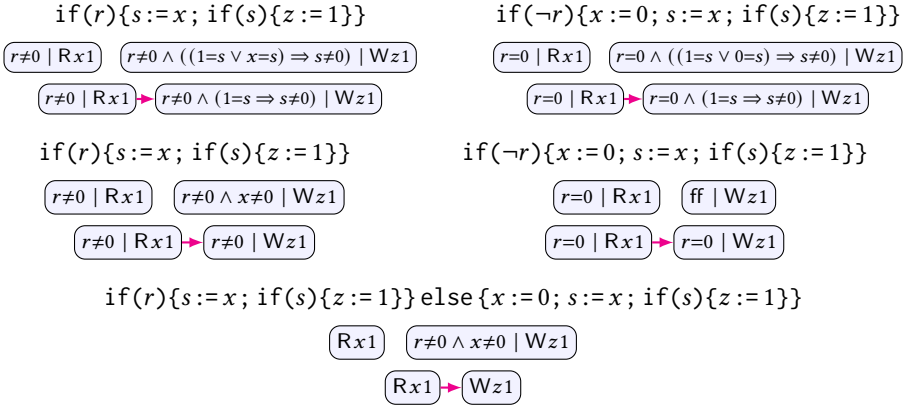 if(r){s:=x; if(s){z:=1}}
if(¬r){x:=0; s:=x; if(s){z:=1}}
r≠0 | Rx1
r≠0 ∧ ((1=s ∨ x=s) ⇒ s≠0) | Wz1
r=0 | Rx1
r=0 ∧ ((1=s ∨ 0=s) ⇒ s≠0) | Wz1
r≠0 | Rx1
r≠0 ∧ (1=s ⇒ s≠0) | Wz1
r=0 | Rx1
r=0 ∧ (1=s ⇒ s≠0) | Wz1
if(r){s:=x; if(s){z:=1}}
if(¬r){x:=0; s:=x; if(s){z:=1}}
r≠0 | Rx1
r≠0 ∧ x≠0 | Wz1
r=0 | Rx1
ff | Wz1
r≠0 | Rx1
r≠0 | Wz1
r=0 | Rx1
r=0 | Wz1
if(r){s:=x; if(s){z:=1}} else {x:=0; s:=x; if(s){z:=1}}
Rx1
r≠0 ∧ x≠0 | Wz1
Rx1
Wz1